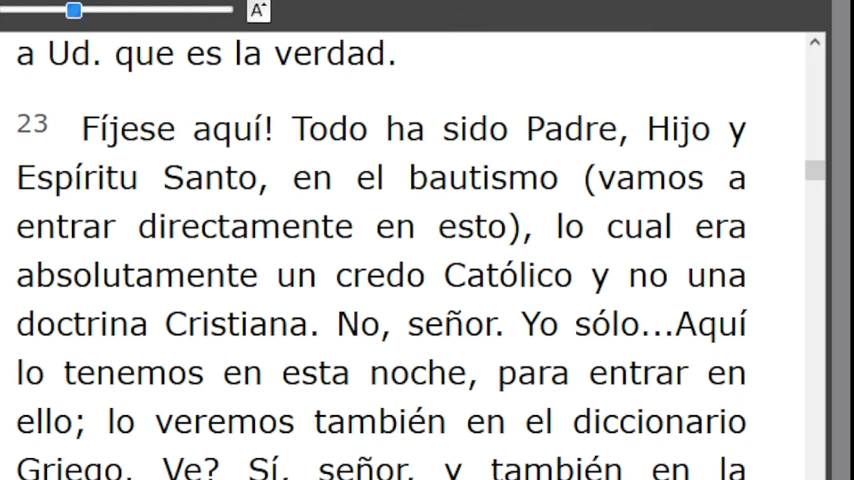 A
a Ud. que es la verdad.
23 Fíjese aquí! Todo ha sido Padre, Hijo y
Espíritu Santo, en el bautismo (vamos a
entrar directamente en esto), lo cual era
absolutamente un credo Católico y no una
doctrina Cristiana. No, señor. Yo sólo...Aquí
lo tenemos en esta noche, para entrar en
ello; lo veremos también en el diccionario
Griego. Ve? Sí, señor, y también en la